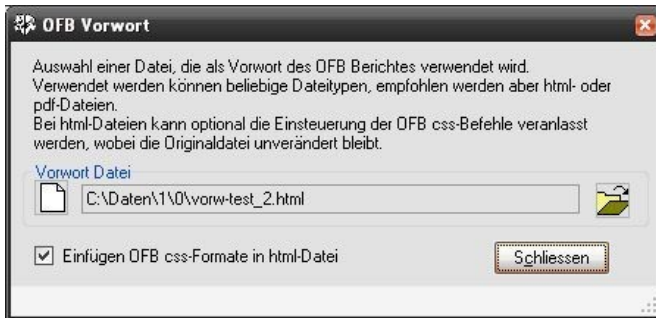 OFB Vorwort
Auswahl einer Datei, die als Vorwort des OFB Berichtes verwendet wird.
Verwendet werden können beliebige Dateitypen, empfohlen werden aber html- oder
pdf-Dateien.
Bei html-Dateien kann optional die Einsteuerung der OFB css-Befehle veranlasst
werden, wobei die Originaldatei unverändert bleibt.
Vorwort Datei
C:\Daten\1\0\vorw-test_2.html
Einfügen OFB css-Formate in html-Datei
Schliessen